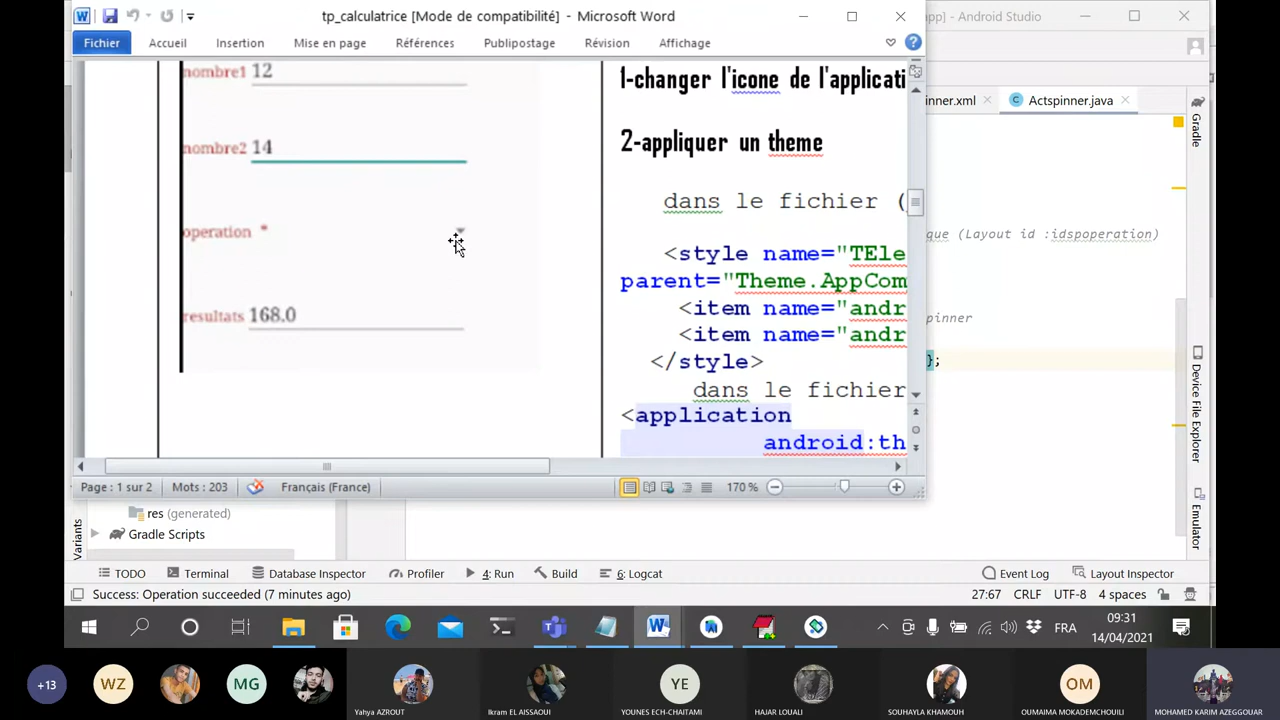 tp_calculatrice [Mode de compatibilité] - Microsoft Word
app] - Android Studio
Fichier Accueil Insertion Mise en page Références Publipostage Révision Affichage
nombre1 12
nombre2 14
operation *
resultats 168.0
1-changer l'icone de l'applicati
2-appliquer un theme
dans le fichier (
<style name="TEle
parent="Theme.AppCom
<item name="andr
<item name="andr
</style>
dans le fichier
<application
android:th
inner.xml Actspinner.java
que (Layout id :idspoperation)
pinner
};
Gradle
Device File Explorer
Emulator
Page : 1 sur 2 Mots : 203 Français (France) 170 %
Variants
res (generated)
Gradle Scripts
TODO Terminal Database Inspector Profiler 4: Run Build 6: Logcat Event Log Layout Inspector
Success: Operation succeeded (7 minutes ago) 27:67 CRLF UTF-8 4 spaces
FRA
09:31
14/04/2021
+13 WZ MG YE OM
Yahya AZROUT Ikram EL AISSAOUI YOUNES ECH-CHAITAMI HAJAR LOUALI SOUHAYLA KHAMOUH OUMAIMA MOKADEMCHOUILI MOHAMED KARIM AZEGGOUAR